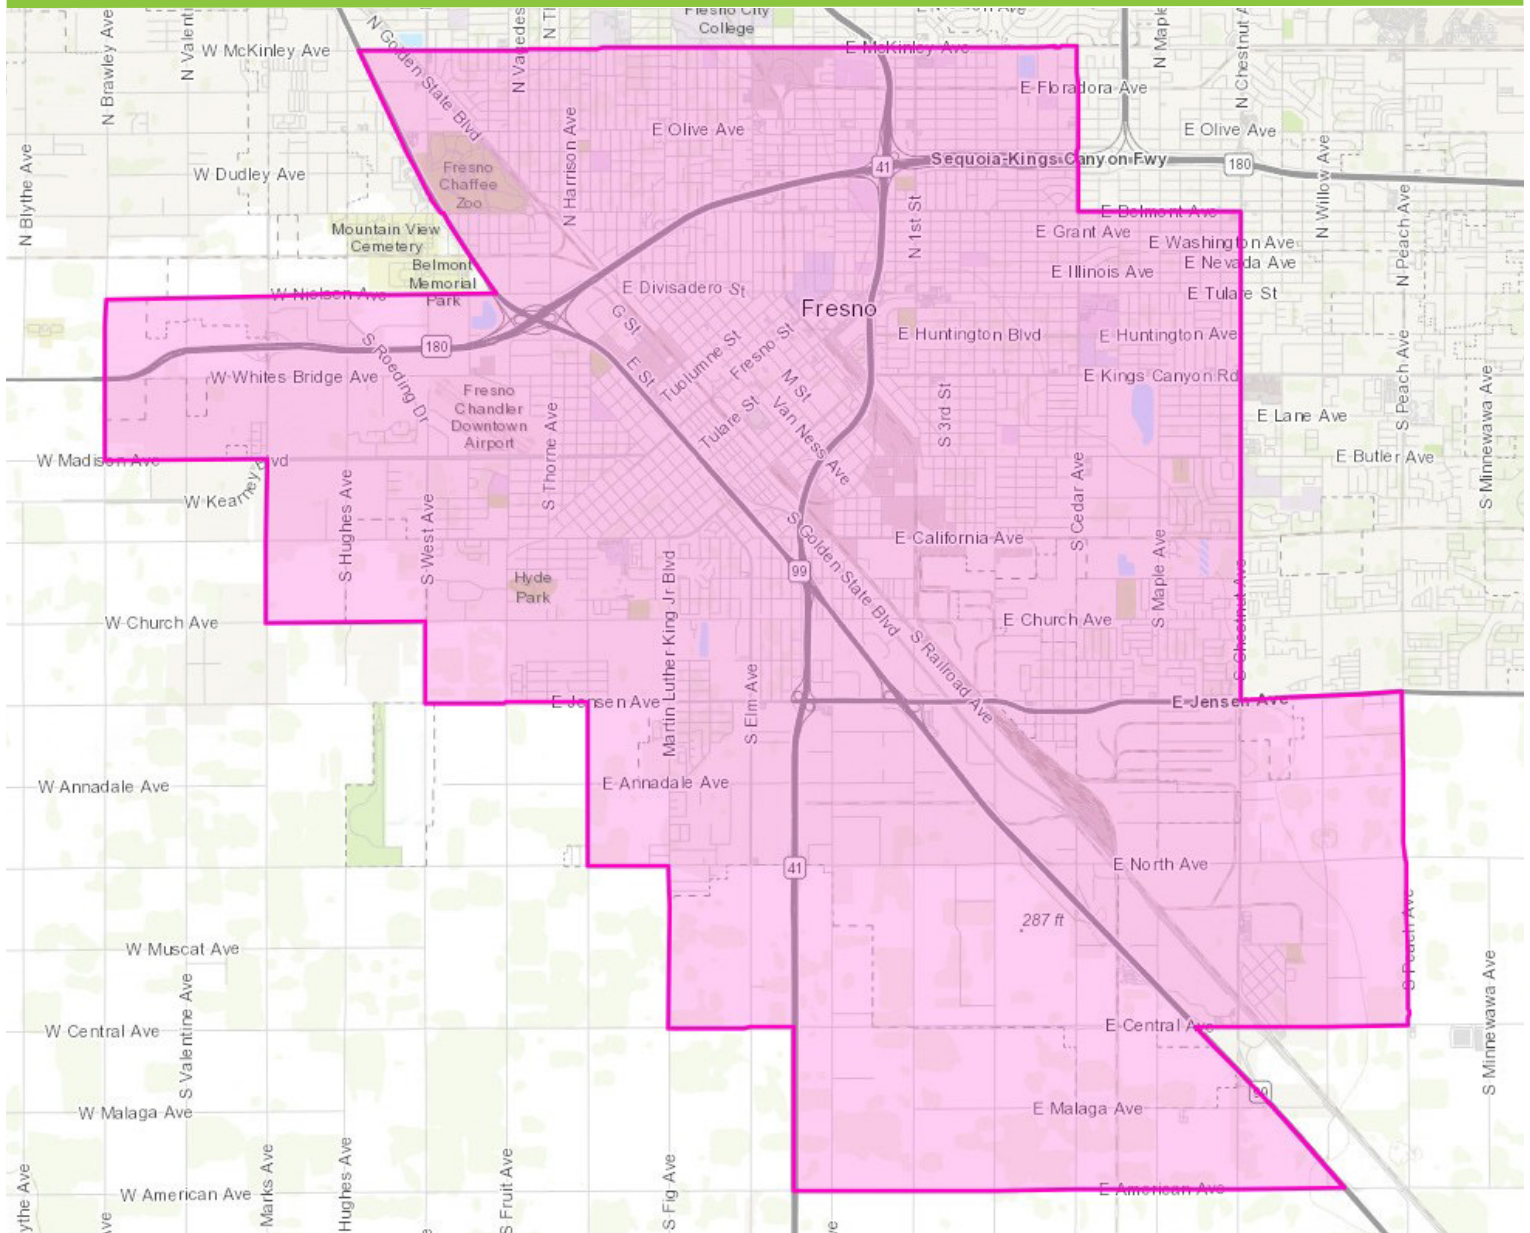 Fresno City
College
W McKinley Ave
E McKinley Ave
N Brawley Ave
N Valenti
N Golden State Blvd
N Maple
N Chestnut A
E Floradora Ave
E Olive Ave
E Olive Ave
N Harrison Ave
41
Sequoia-Kings Canyon Fwy
180
N Blythe Ave
W Dudley Ave
Fresno
Chaffee
Zoo
N Willow Ave
N Peach Ave
N 1st St
E Belmont Ave
Mountain View
Cemetery
E Grant Ave
E Washington Ave
Belmont
Memorial
Park
E Illinois Ave
E Nevada Ave
W Nielsen Ave
E Divisadero St
E Tulare St
Fresno
G St
E St
Tuolumne St
Fresno St
E Huntington Blvd
E Huntington Ave
180
S Roeding Dr
W Whites Bridge Ave
M St
Van Ness Ave
Tulare St
E Kings Canyon Rd
S Peach Ave
S Minnewawa Ave
Fresno
Chandler
Downtown
Airport
S Thorne Ave
S 3rd St
E Lane Ave
W Madison Ave
E Butler Ave
W Kearney Blvd
S Hughes Ave
S West Ave
S Cedar Ave
S Golden State Blvd
E California Ave
S Maple Ave
99
Hyde
Park
Martin Luther King Jr Blvd
S Chestnut Ave
W Church Ave
E Church Ave
S Railroad Ave
S Elm Ave
E Jensen Ave
E Jensen Ave
W Annadale Ave
E Annadale Ave
41
E North Ave
287 ft
S Peach Ave
W Muscat Ave
S Valentine Ave
S Minnewawa Ave
W Central Ave
E Central Ave
99
W Malaga Ave
E Malaga Ave
ythe Ave
Marks Ave
Hughes Ave
S Fruit Ave
S Fig Ave
W American Ave
E American Ave
ve